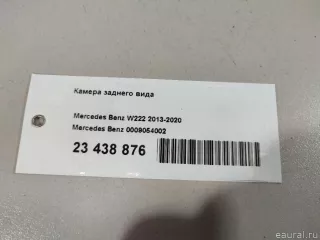 Камера заднего вида
Mercedes Benz W222 2013-2020
Mercedes Benz 0009054002
23 438 876
© eaural.ru